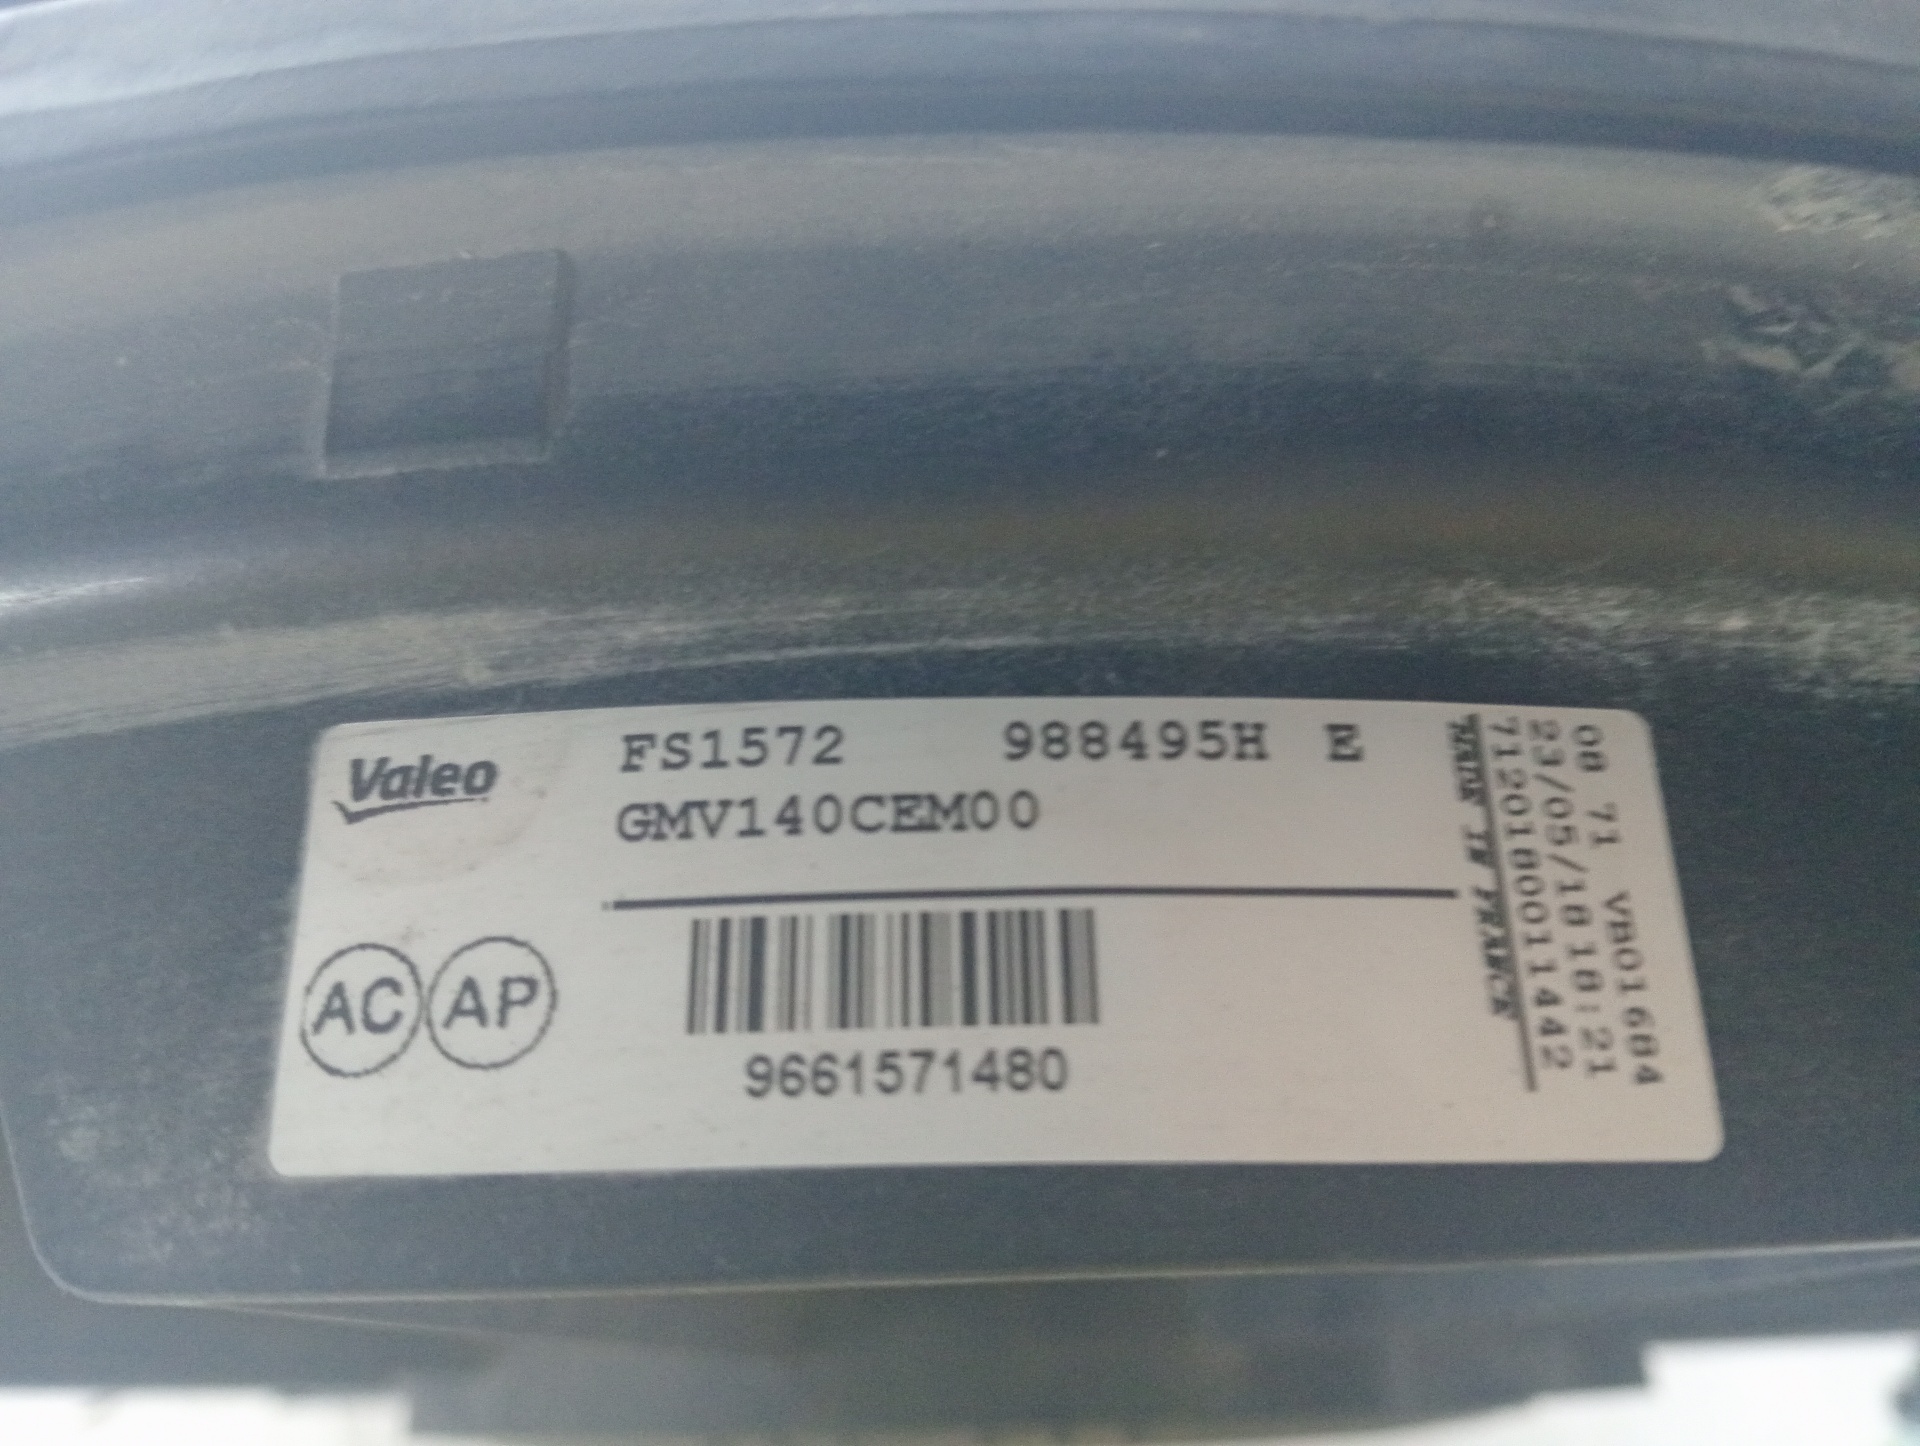 Valeo
FS1572 988495H E
GMV140CEM00
AC AP
9661571480
08 71 VB01684
23/05/18 18:21
71201800011442
MADE IN FRANCE